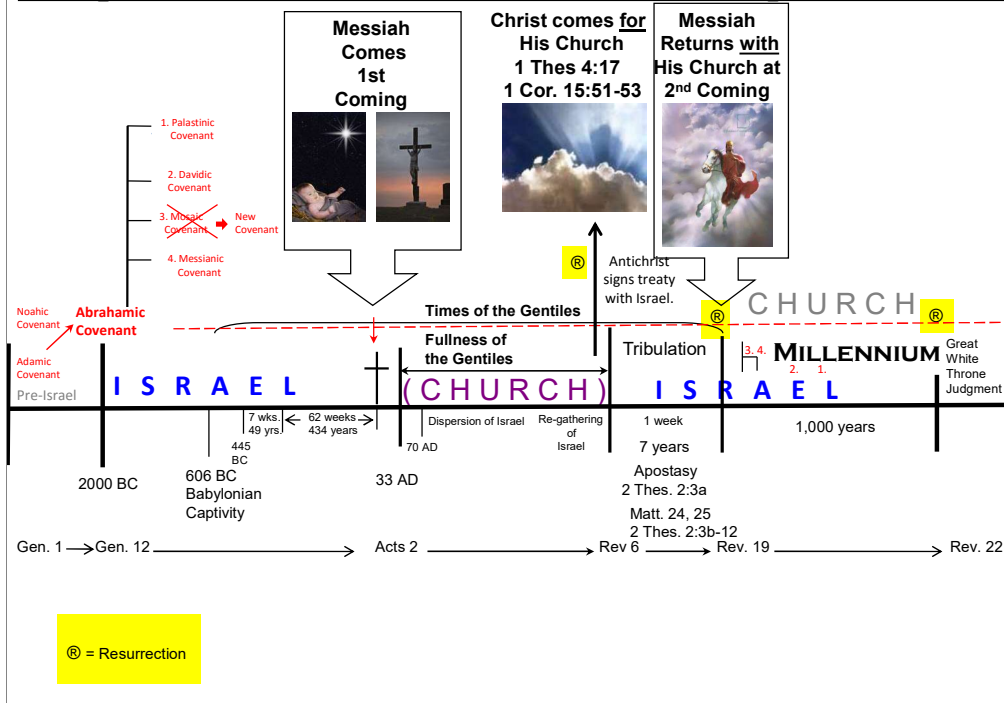 Messiah
Comes
1st
Coming
Christ comes for
His Church
1 Thes 4:17
1 Cor. 15:51-53
Messiah
Returns with
His Church at
2nd Coming
1. Palastinic
Covenant
2. Davidic
Covenant
3. Mosaic
Covenant
New
Covenant
4. Messianic
Covenant
Noahic
Covenant
Abrahamic
Covenant
Adamic
Covenant
Pre-Israel
®
Antichrist
signs treaty
with Israel.
Times of the Gentiles
®
CHURCH
®
Fullness of
the Gentiles
Tribulation
3. 4.
MILLENNIUM
2. 1.
Great
White
Throne
Judgment
ISRAEL
(CHURCH)
ISRAEL
7 wks.
49 yrs.
62 weeks
434 years
445
BC
70 AD
Dispersion of Israel
Re-gathering
of
Israel
1 week
7 years
1,000 years
2000 BC
606 BC
Babylonian
Captivity
33 AD
Apostasy
2 Thes. 2:3a
Matt. 24, 25
2 Thes. 2:3b-12
Gen. 1
Gen. 12
Acts 2
Rev 6
Rev. 19
Rev. 22
® = Resurrection